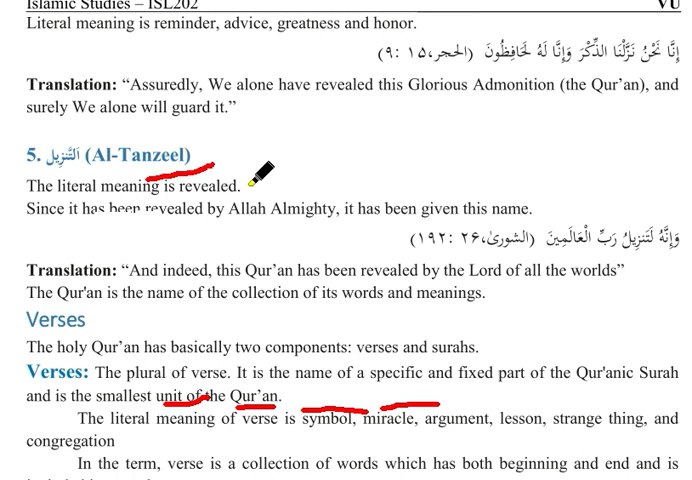 Islamic Studies – ISL202 VU
Literal meaning is reminder, advice, greatness and honor.
إِنَّا نَحْنُ نَزَّلْنَا الذِّكْرَ وَإِنَّا لَهُ لَحَافِظُونَ (الحجر،۱۵ :۹)
Translation: “Assuredly, We alone have revealed this Glorious Admonition (the Qur’an), and
surely We alone will guard it.”
5. اَلتَّنزِيل (Al-Tanzeel)
The literal meaning is revealed.
Since it has been revealed by Allah Almighty, it has been given this name.
وَإِنَّهُ لَتَنزِيلُ رَبِّ الْعَالَمِينَ (الشورىٰ،۲۶ :۱۹۲)
Translation: “And indeed, this Qur’an has been revealed by the Lord of all the worlds”
The Qur'an is the name of the collection of its words and meanings.
Verses
The holy Qur’an has basically two components: verses and surahs.
Verses: The plural of verse. It is the name of a specific and fixed part of the Qur'anic Surah
and is the smallest unit of the Qur’an.
The literal meaning of verse is symbol, miracle, argument, lesson, strange thing, and
congregation
In the term, verse is a collection of words which has both beginning and end and is